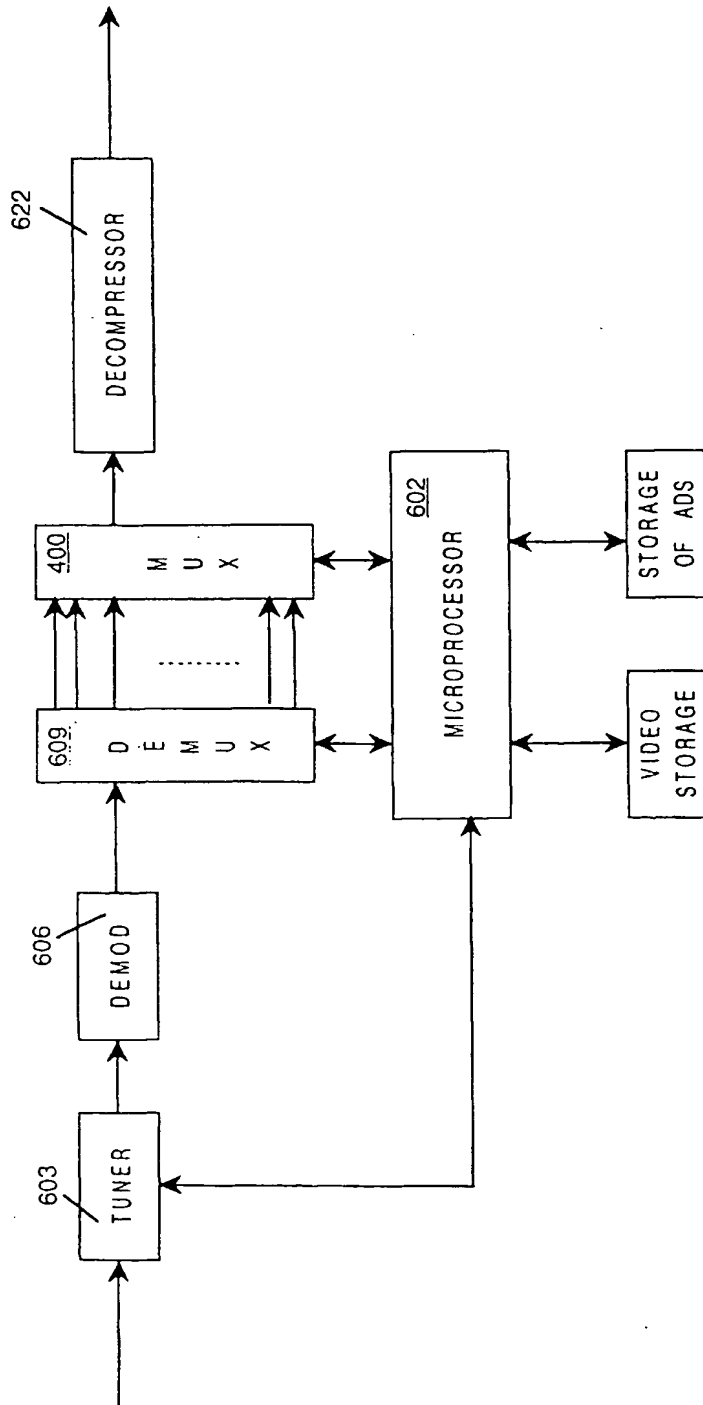 603
TUNER
606
DEMOD
609
DEMUX
400
MUX
622
DECOMPRESSOR
602
MICROPROCESSOR
VIDEO
STORAGE
STORAGE
OF ADS